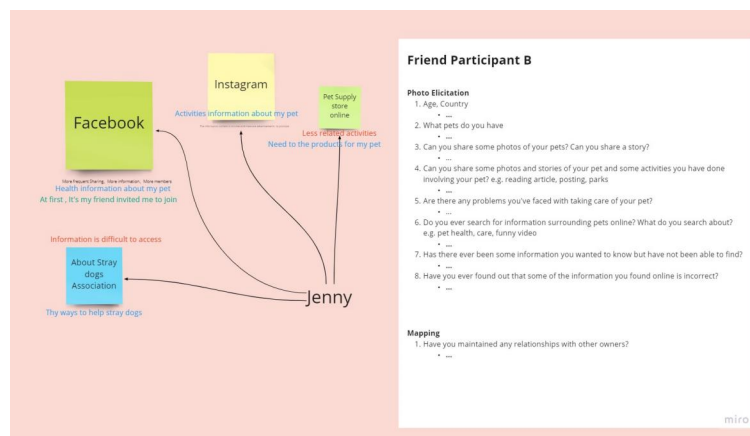 Facebook
More frequent Sharing, More information, More members
Health information about my pet
At first , It's my friend invited me to join
Instagram
Activities information about my pet
Pet Supply
store
online
Less related activities
Need to the products for my pet
Information is difficult to access
About Stray
dogs
Association
Thy ways to help stray dogs
Jenny
Friend Participant B
Photo Elicitation
1. Age, Country
• ...
2. What pets do you have
• ...
3. Can you share some photos of your pets? Can you share a story?
• ...
4. Can you share some photos and stories of your pet and some activities you have done
involving your pet? e.g. reading article, posting, parks
• ...
5. Are there any problems you've faced with taking care of your pet?
• ...
6. Do you ever search for information surrounding pets online? What do you search about?
e.g. pet health, care, funny video
• ...
7. Has there ever been some information you wanted to know but have not been able to find?
• ...
8. Have you ever found out that some of the information you found online is incorrect?
• ...
Mapping
1. Have you maintained any relationships with other owners?
• ...
miro